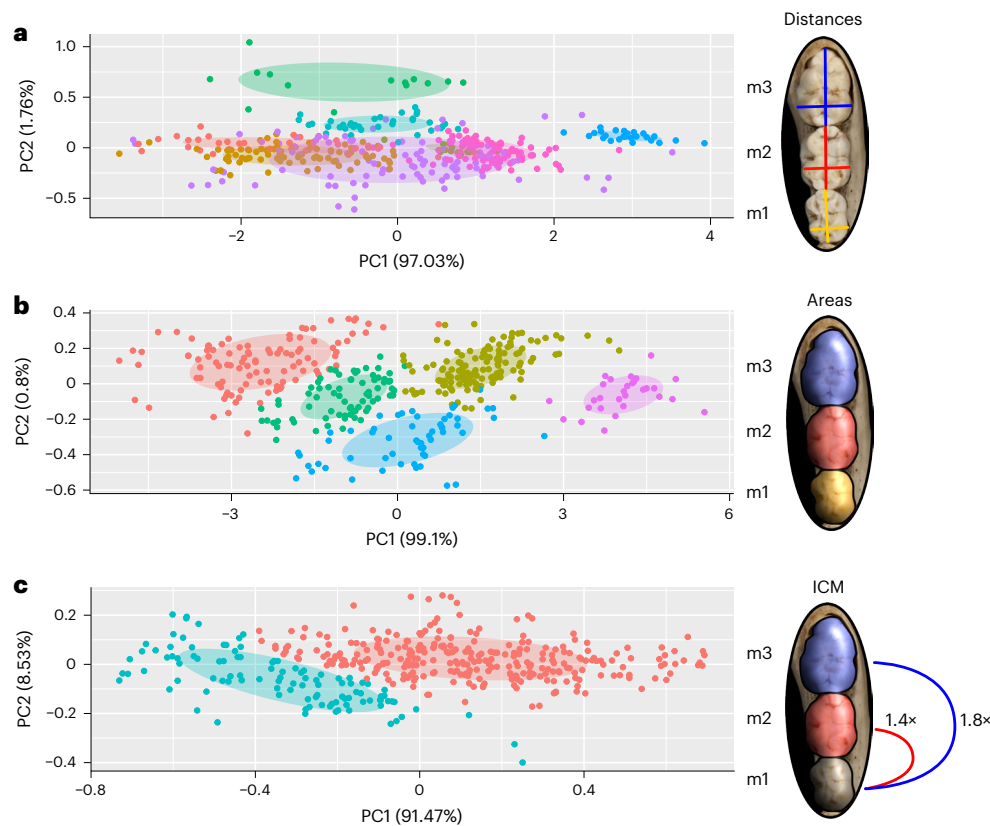 a
Distances
PC2 (1.76%)
1.0
0.5
0
−0.5
−2
0
2
4
PC1 (97.03%)
m3
m2
m1
b
Areas
PC2 (0.8%)
0.4
0.2
0
−0.2
−0.4
−0.6
−3
0
3
6
PC1 (99.1%)
m3
m2
m1
c
ICM
PC2 (8.53%)
0.2
0
−0.2
−0.4
−0.8
−0.4
0
0.4
PC1 (91.47%)
m3
m2
m1
1.4×
1.8×